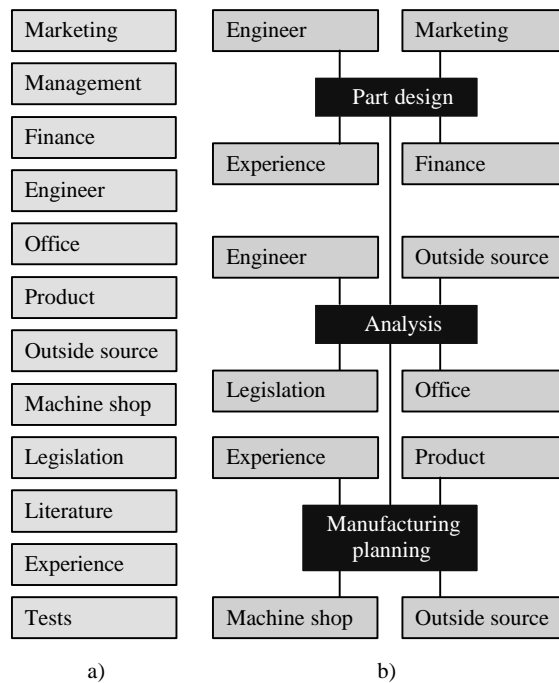 Marketing
Management
Finance
Engineer
Office
Product
Outside source
Machine shop
Legislation
Literature
Experience
Tests
a)
Engineer
Marketing
Part design
Experience
Finance
Engineer
Outside source
Analysis
Legislation
Office
Experience
Product
Manufacturing
planning
Machine shop
Outside source
b)